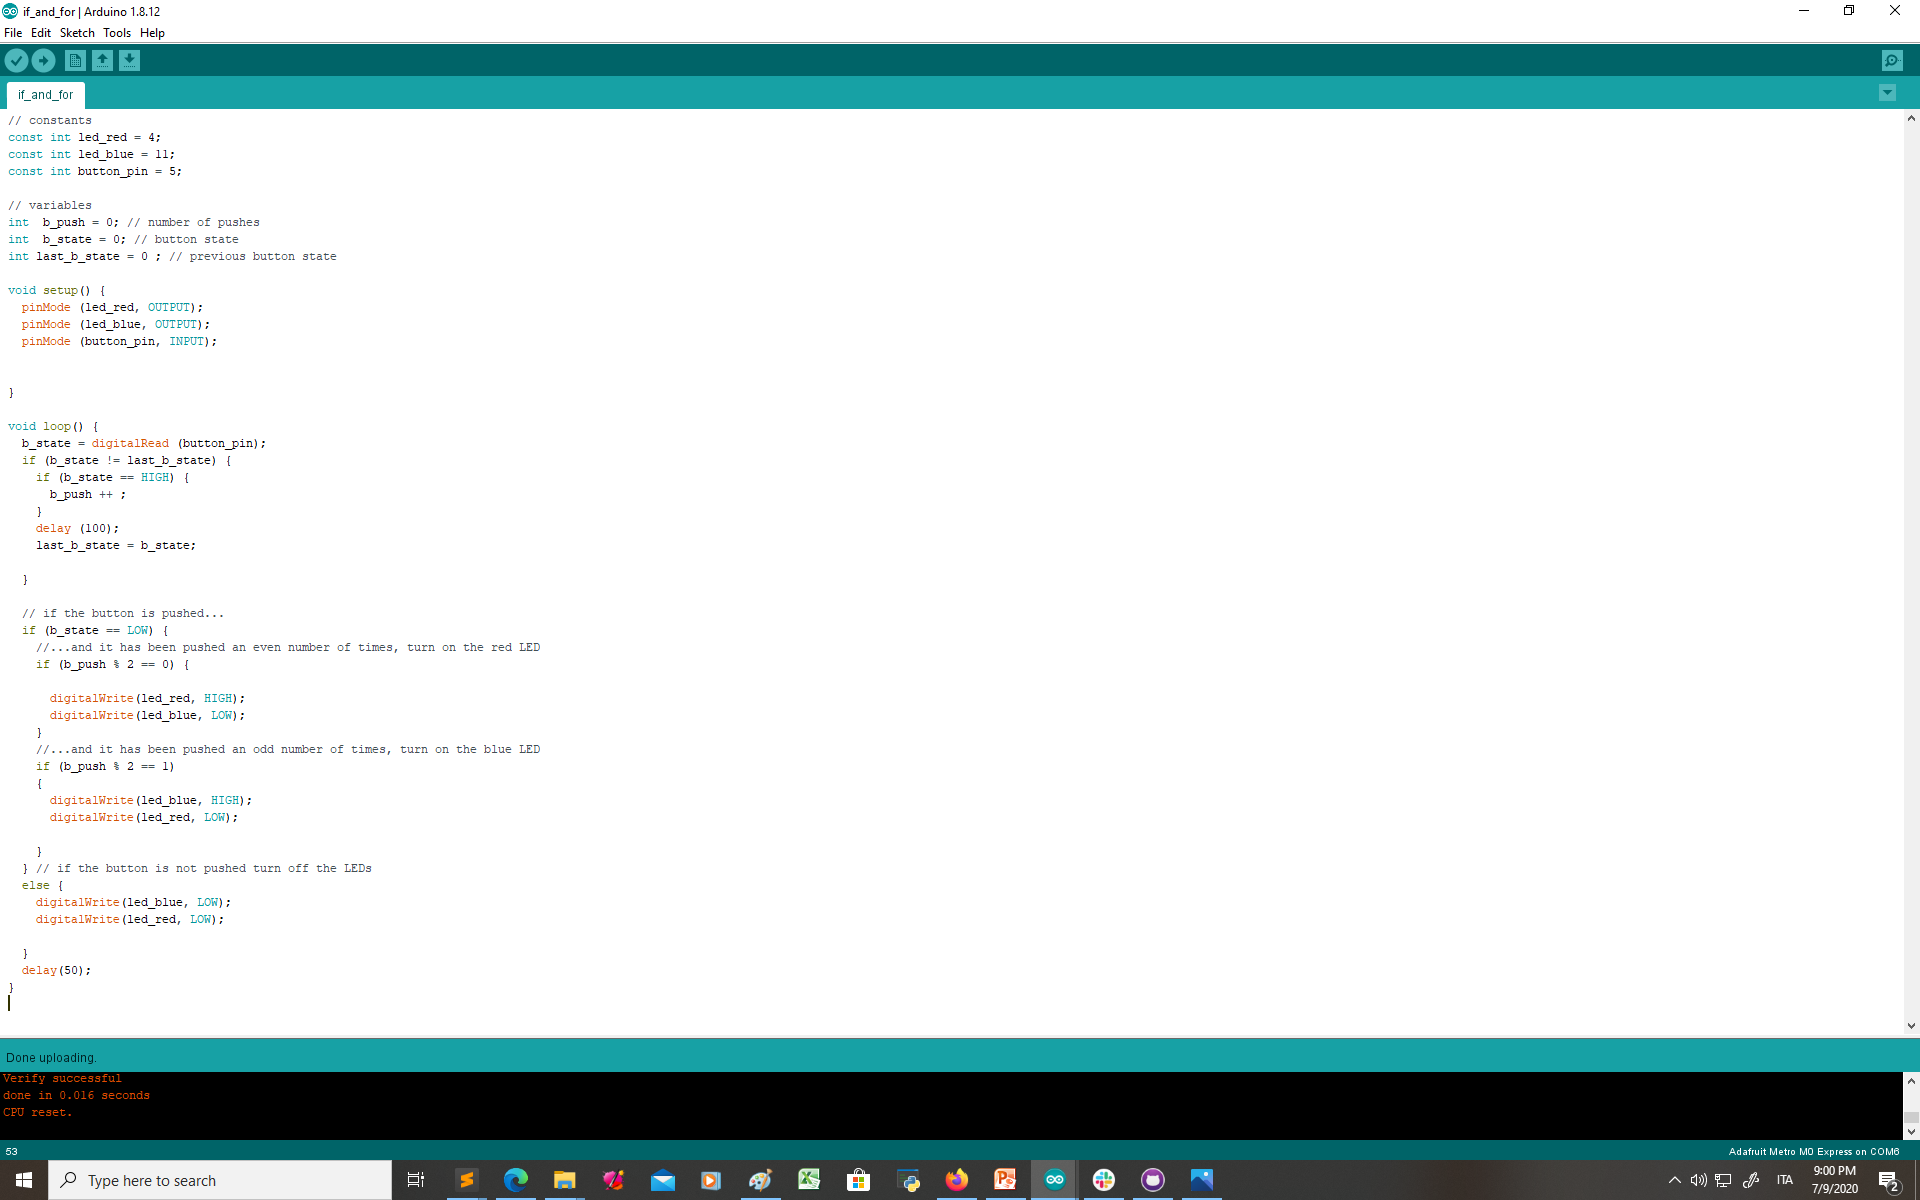 if_and_for | Arduino 1.8.12
File Edit Sketch Tools Help
if_and_for
// constants
const int led_red = 4;
const int led_blue = 11;
const int button_pin = 5;
// variables
int  b_push = 0; // number of pushes
int  b_state = 0; // button state
int last_b_state = 0 ; // previous button state
void setup() {
  pinMode (led_red, OUTPUT);
  pinMode (led_blue, OUTPUT);
  pinMode (button_pin, INPUT);
}
void loop() {
  b_state = digitalRead (button_pin);
  if (b_state != last_b_state) {
    if (b_state == HIGH) {
      b_push ++ ;
    }
    delay (100);
    last_b_state = b_state;
  }
  // if the button is pushed...
  if (b_state == LOW) {
    //...and it has been pushed an even number of times, turn on the red LED
    if (b_push % 2 == 0) {
      digitalWrite(led_red, HIGH);
      digitalWrite(led_blue, LOW);
    }
    //...and it has been pushed an odd number of times, turn on the blue LED
    if (b_push % 2 == 1)
    {
      digitalWrite(led_blue, HIGH);
      digitalWrite(led_red, LOW);
    }
  } // if the button is not pushed turn off the LEDs
  else {
    digitalWrite(led_blue, LOW);
    digitalWrite(led_red, LOW);
  }
  delay(50);
}
Done uploading.
Verify successful
done in 0.016 seconds
CPU reset.
53
Adafruit Metro M0 Express on COM6
Type here to search
ITA
9:00 PM
7/9/2020
2